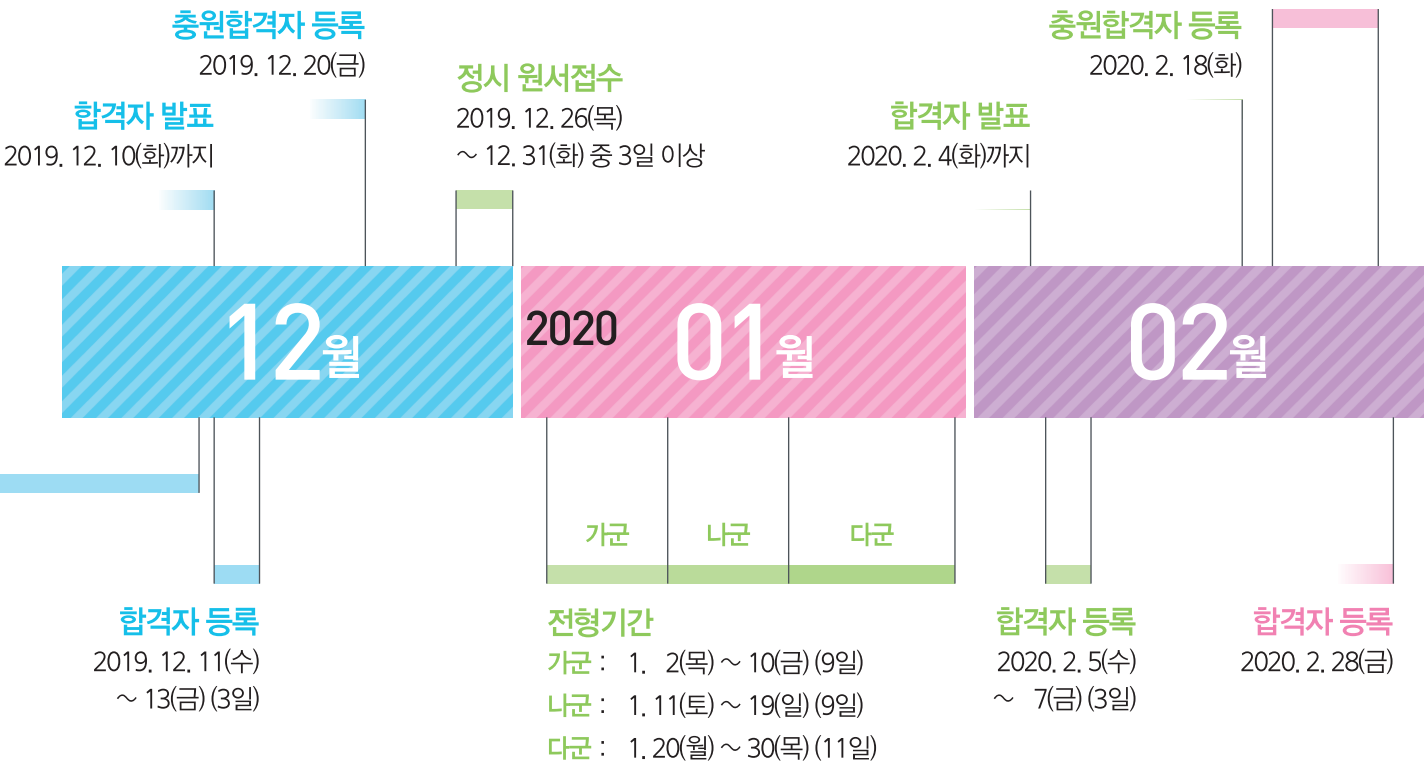 충원합격자 등록
2019. 12. 20(금)
합격자 발표
2019. 12. 10(화)까지
정시 원서접수
2019. 12. 26(목)
~ 12. 31(화) 중 3일 이상
충원합격자 등록
2020. 2. 18(화)
합격자 발표
2020. 2. 4(화)까지
12월
2020 01월
02월
가군
나군
다군
합격자 등록
2019. 12. 11(수)
~ 13(금) (3일)
전형기간
가군 : 1. 2(목) ~ 10(금) (9일)
나군 : 1. 11(토) ~ 19(일) (9일)
다군 : 1. 20(월) ~ 30(목) (11일)
합격자 등록
2020. 2. 5(수)
~ 7(금) (3일)
합격자 등록
2020. 2. 28(금)